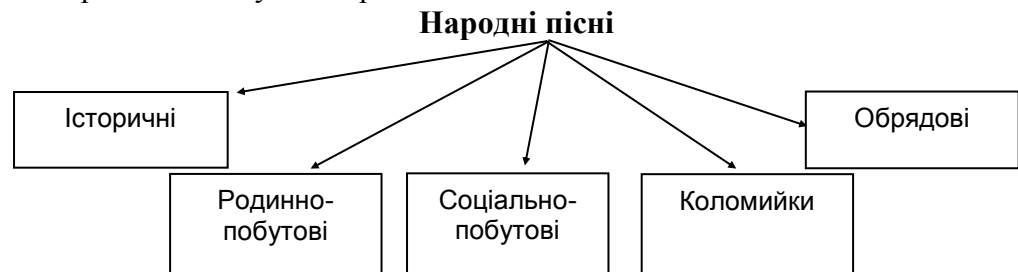 Народні пісні
Історичні
Обрядові
Родинно-
побутові
Соціально-
побутові
Коломийки